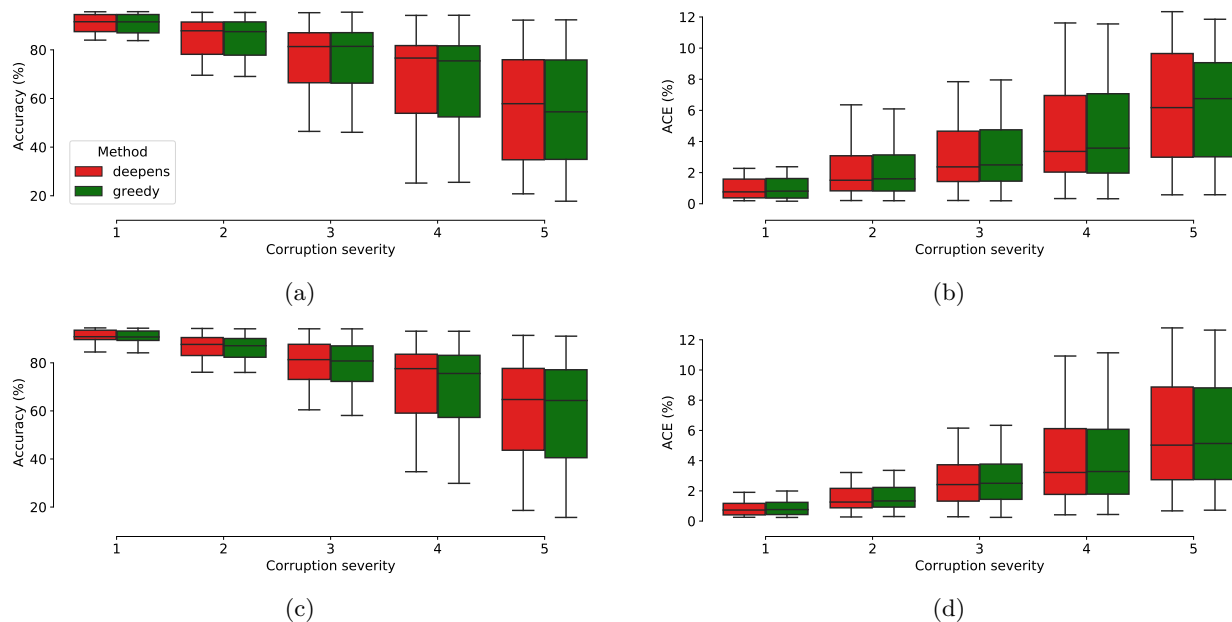 Accuracy (%)
80
60
40
20
Method
deepens
greedy
1 2 3 4 5
Corruption severity
(a)
ACE (%)
12
10
8
6
4
2
0
1 2 3 4 5
Corruption severity
(b)
Accuracy (%)
80
60
40
20
1 2 3 4 5
Corruption severity
(c)
ACE (%)
12
10
8
6
4
2
0
1 2 3 4 5
Corruption severity
(d)